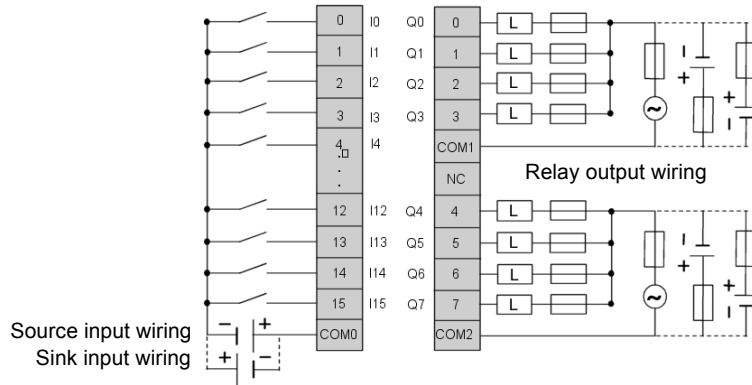 0 I0 Q0 0 L
1 I1 Q1 1 L
2 I2 Q2 2 L
3 I3 Q3 3 L
4 I4 COM1
NC
Relay output wiring
12 I12 Q4 4 L
13 I13 Q5 5 L
14 I14 Q6 6 L
15 I15 Q7 7 L
Source input wiring - + COM0 COM2
Sink input wiring + -